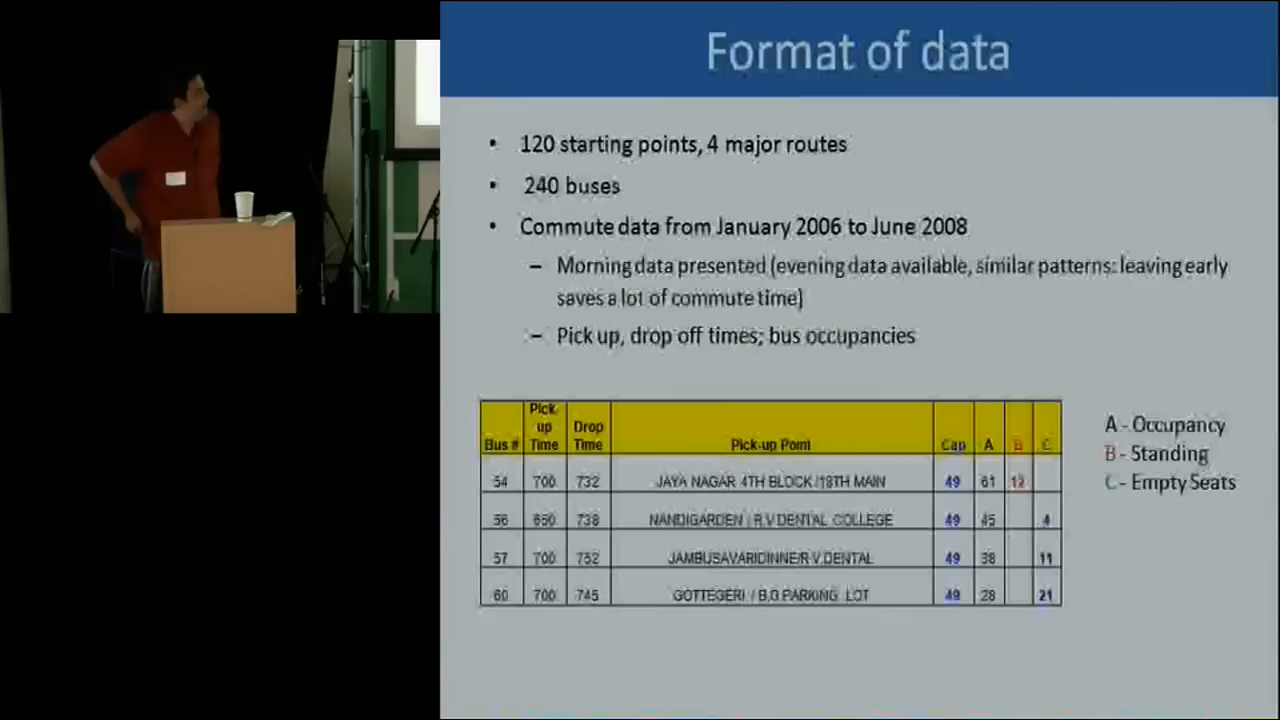 Format of data
• 120 starting points, 4 major routes
• 240 buses
• Commute data from January 2006 to June 2008
– Morning data presented (evening data available, similar patterns: leaving early
saves a lot of commute time)
– Pick up, drop off times; bus occupancies
Bus # Pick-up Time Drop Time Pick-up Point Cap A B C
54 700 732 JAYA NAGAR 4TH BLOCK /18TH MAIN 49 61 12
56 650 738 NANDIGARDEN / R.V DENTAL COLLEGE 49 45 4
57 700 752 JAMBUSAVARIDINNE/R.V.DENTAL 49 38 11
60 700 745 GOTTEGERI / B.G PARKING LOT 49 28 21
A - Occupancy
B - Standing
C - Empty Seats